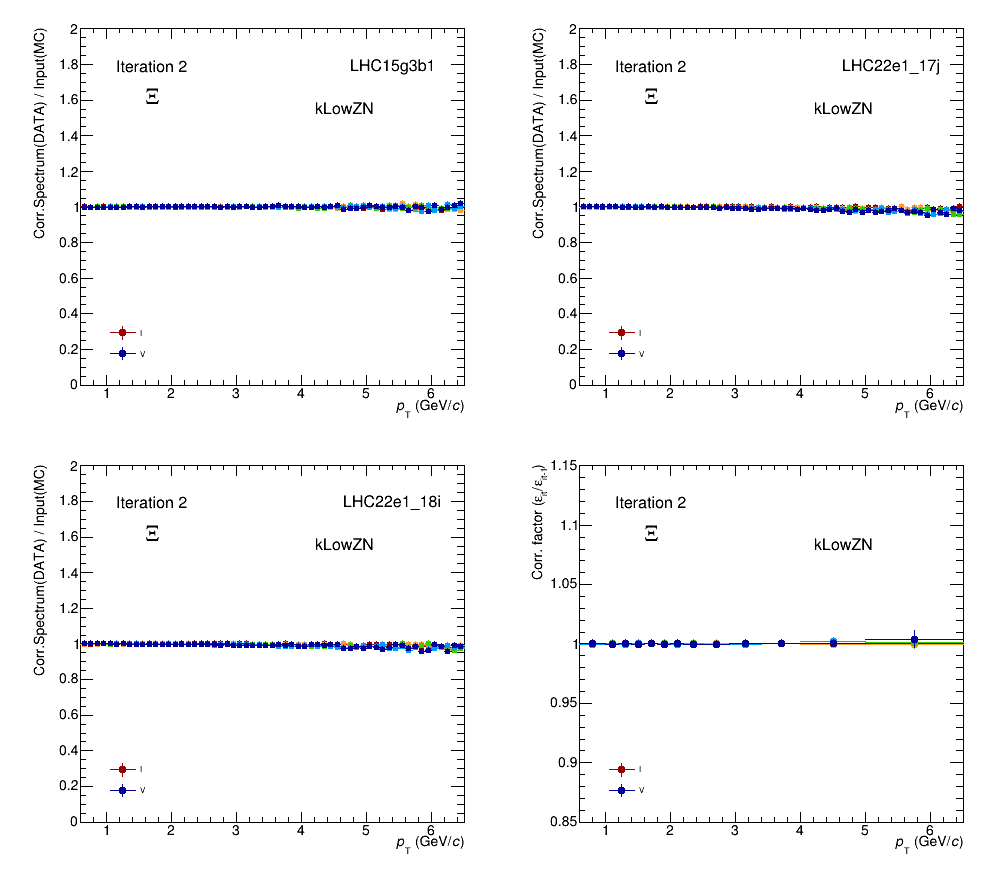 Corr.Spectrum(DATA) / Input(MC)
2
1.8
1.6
1.4
1.2
1
0.8
0.6
0.4
0.2
0
Iteration 2
LHC15g3b1
Ξ
kLowZN
I
V
1 2 3 4 5 6
p_T (GeV/c)
Corr.Spectrum(DATA) / Input(MC)
2
1.8
1.6
1.4
1.2
1
0.8
0.6
0.4
0.2
0
Iteration 2
LHC22e1_17j
Ξ
kLowZN
I
V
1 2 3 4 5 6
p_T (GeV/c)
Corr.Spectrum(DATA) / Input(MC)
2
1.8
1.6
1.4
1.2
1
0.8
0.6
0.4
0.2
0
Iteration 2
LHC22e1_18i
Ξ
kLowZN
I
V
1 2 3 4 5 6
p_T (GeV/c)
Corr. factor (ε_it/ε_it-1)
1.15
1.1
1.05
1
0.95
0.9
0.85
Iteration 2
Ξ
kLowZN
I
V
1 2 3 4 5 6
p_T (GeV/c)